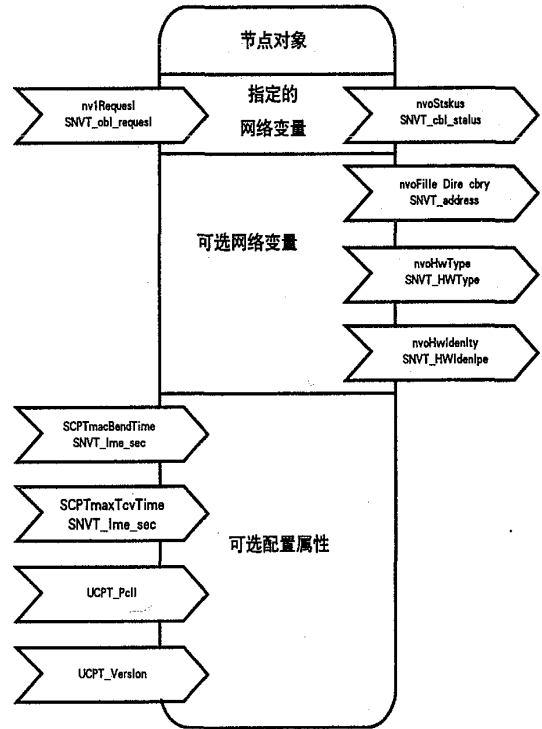 节点对象
nv1Requesl
SNVT_obl_requesl
指定的
网络变量
nvoStskus
SNVT_cbl_stalus
nvoFille Dire cbry
SNVT_address
可选网络变量
nvoHwType
SNVT_HWType
nvoHwldenlty
SNVT_HWldenlpe
SCPTmacBendTime
SNVT_lme_sec
SCPTmaxTcvTime
SNVT_lme_sec
可选配置属性
UCPT_Pcll
UCPT_Verslon